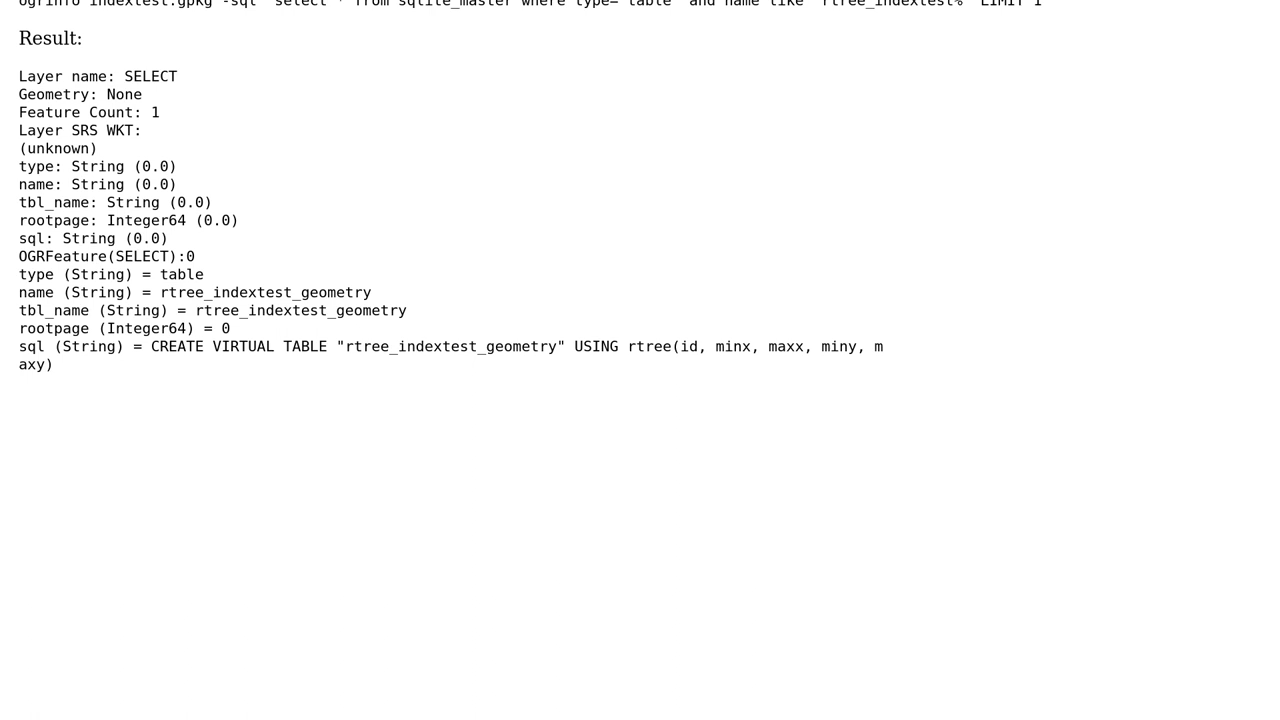 ogrinfo indextest.gpkg -sql "select * from sqlite_master where type='table' and name like 'rtree_indextest%' LIMIT 1
Result:
Layer name: SELECT
Geometry: None
Feature Count: 1
Layer SRS WKT:
(unknown)
type: String (0.0)
name: String (0.0)
tbl_name: String (0.0)
rootpage: Integer64 (0.0)
sql: String (0.0)
OGRFeature(SELECT):0
type (String) = table
name (String) = rtree_indextest_geometry
tbl_name (String) = rtree_indextest_geometry
rootpage (Integer64) = 0
sql (String) = CREATE VIRTUAL TABLE "rtree_indextest_geometry" USING rtree(id, minx, maxx, miny, m
axy)